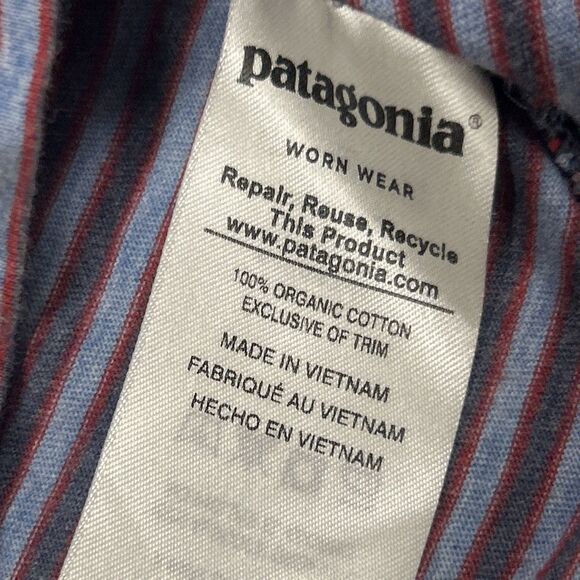 patagonia®
WORN WEAR
Repair, Reuse, Recycle
This Product
www.patagonia.com
100% ORGANIC COTTON
EXCLUSIVE OF TRIM
MADE IN VIETNAM
FABRIQUÉ AU VIETNAM
HECHO EN VIETNAM